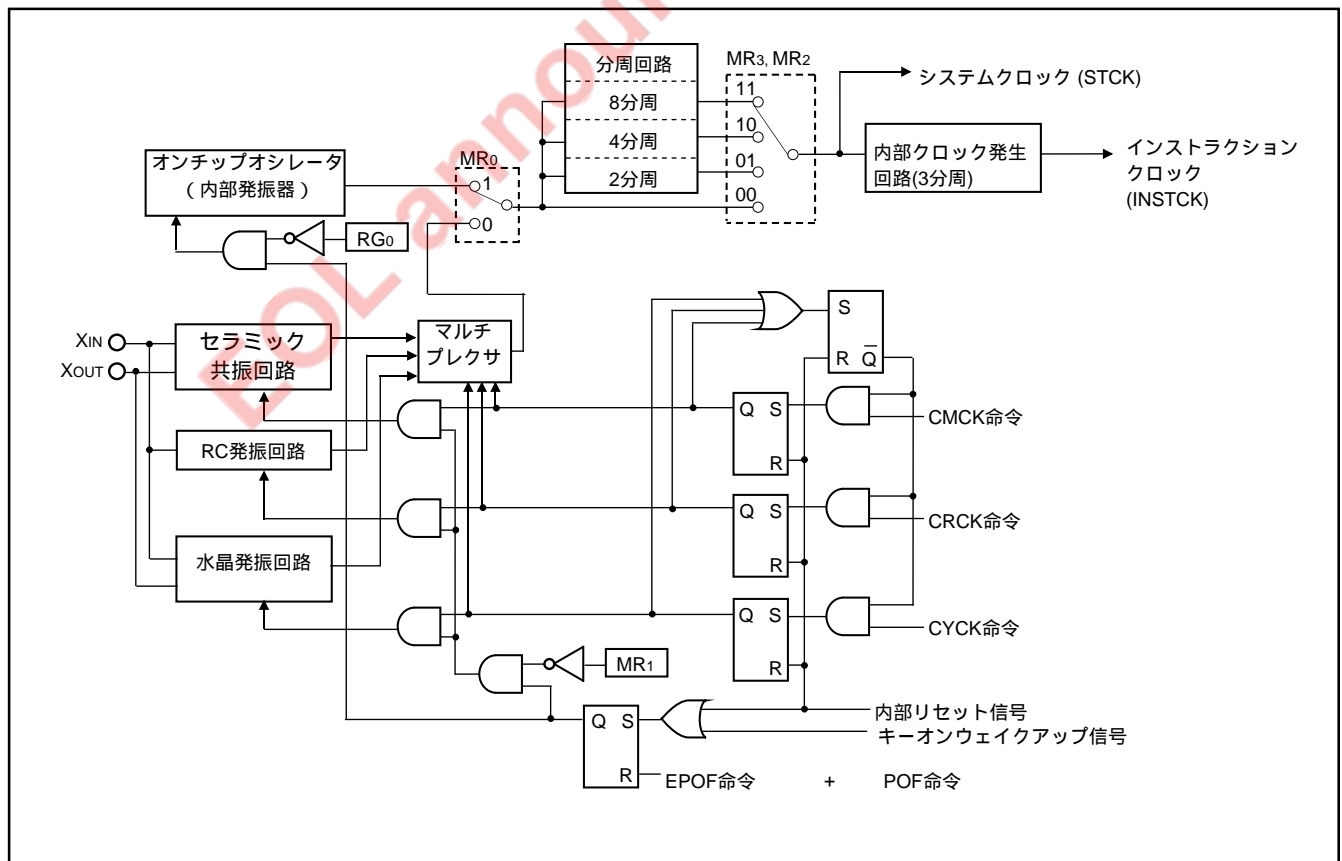 分周回路
8分周
4分周
2分周
MR3, MR2
11
10
01
00
システムクロック (STCK)
内部クロック発生
回路(3分周)
インストラクション
クロック
(INSTCK)
オンチップオシレータ
(内部発振器)
MR0
1
0
RG0
XIN
XOUT
セラミック
共振回路
マルチ
プレクサ
RC発振回路
水晶発振回路
S
R Q
Q S
R
CMCK命令
Q S
R
CRCK命令
Q S
R
CYCK命令
MR1
Q S
R
内部リセット信号
キーオンウェイクアップ信号
EPOF命令 + POF命令
EOL announ